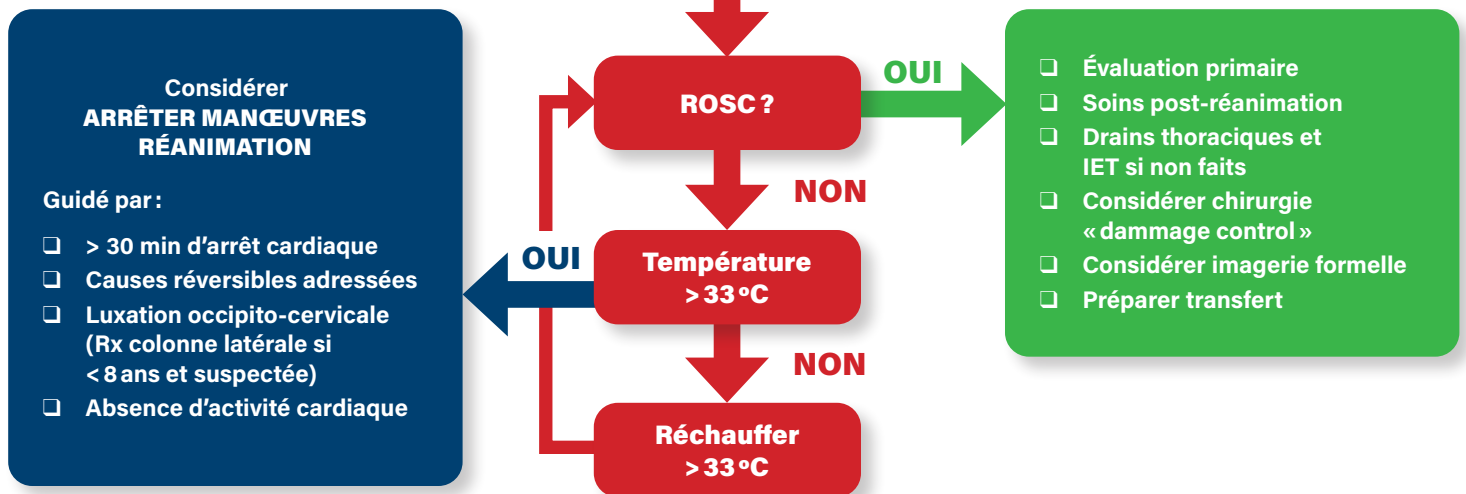 Considérer
ARRÊTER MANŒUVRES
RÉANIMATION
Guidé par :
❑ > 30 min d’arrêt cardiaque
❑ Causes réversibles adressées
❑ Luxation occipito-cervicale
(Rx colonne latérale si
< 8 ans et suspectée)
❑ Absence d’activité cardiaque
ROSC ?
OUI
NON
Température
> 33 ºC
OUI
NON
Réchauffer
> 33 ºC
❑ Évaluation primaire
❑ Soins post-réanimation
❑ Drains thoraciques et
IET si non faits
❑ Considérer chirurgie
« dammage control »
❑ Considérer imagerie formelle
❑ Préparer transfert